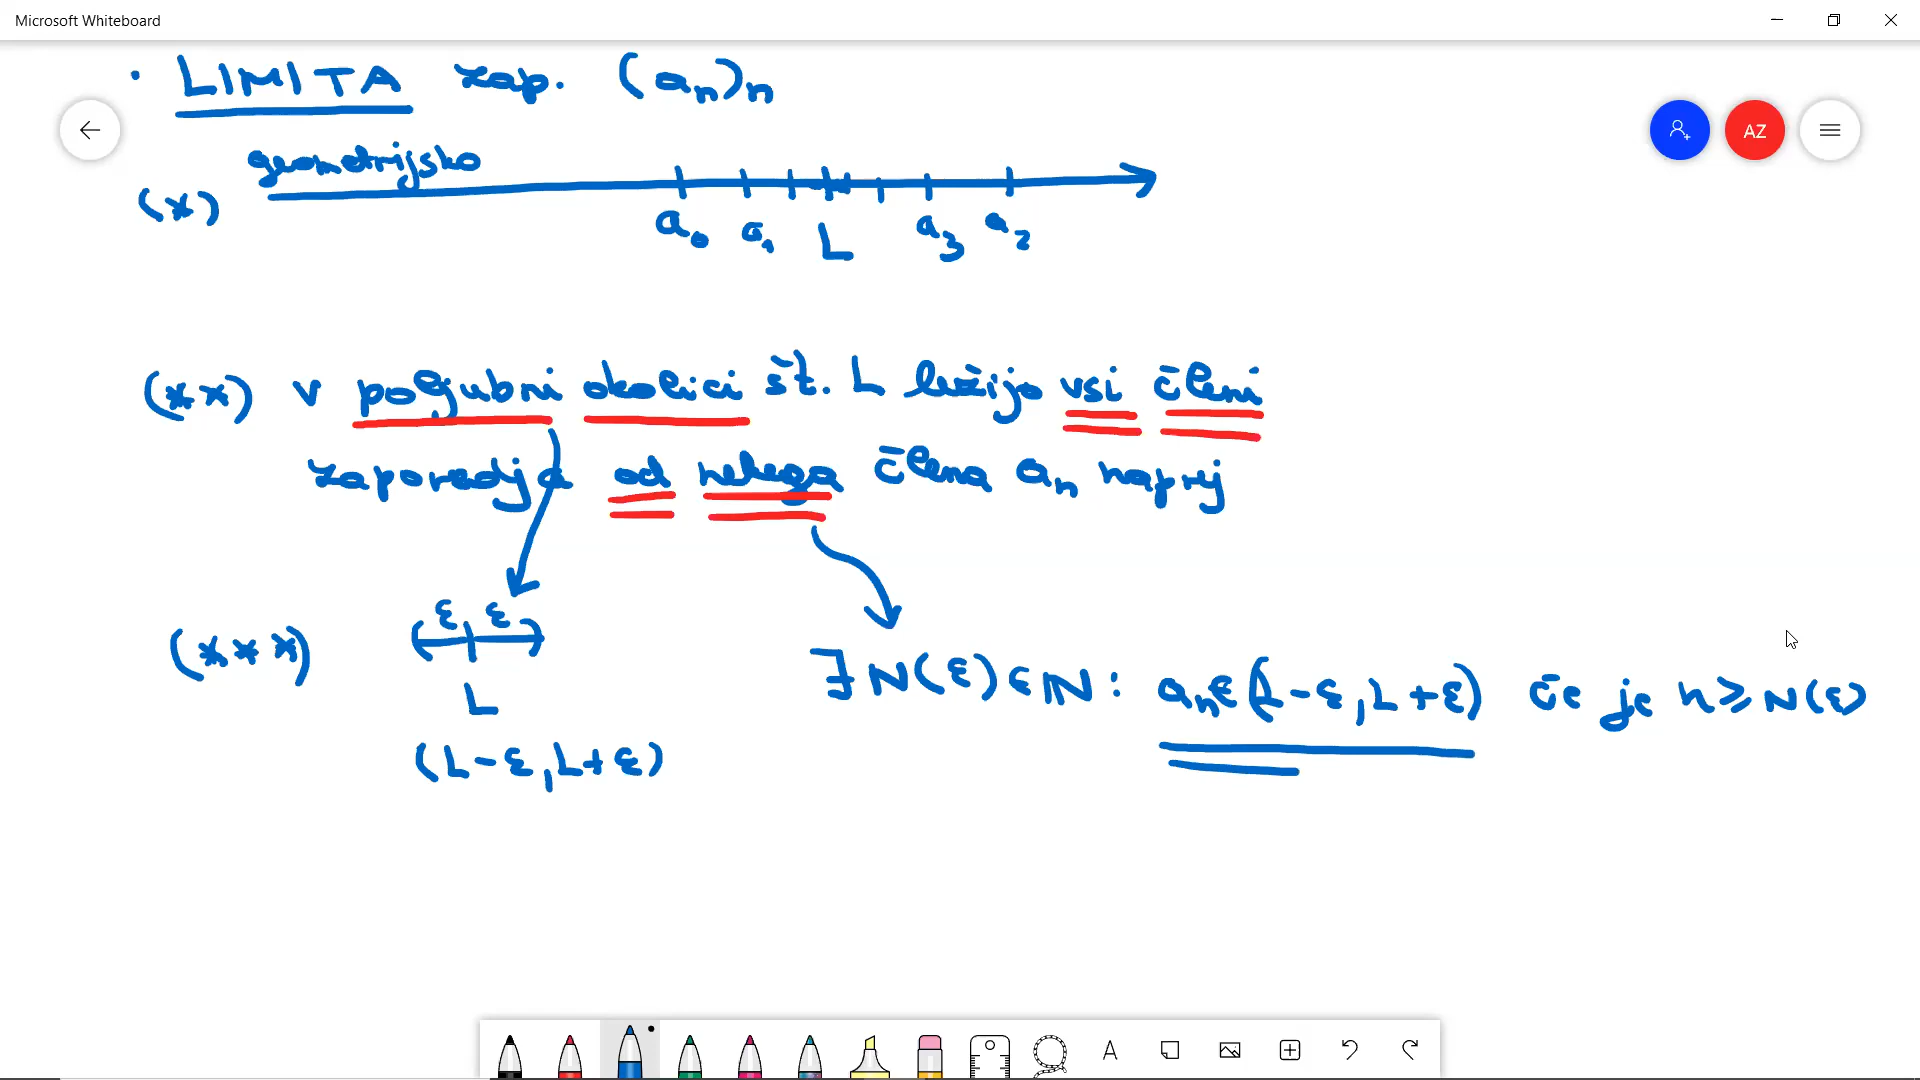 Microsoft Whiteboard
• LIMITA zap. (aₙ)ₙ
AZ
geometrijsko
(*)
a₀ a₁ L a₃ a₂
(**) v poljubni okolici št. L ležijo vsi členi
zaporedja od nekega člena aₙ naprej
(***)
ε, ε
L
(L-ε, L+ε)
∃N(ε)∈ℕ: aₙ∈(L-ε, L+ε) če je n≥N(ε)
A